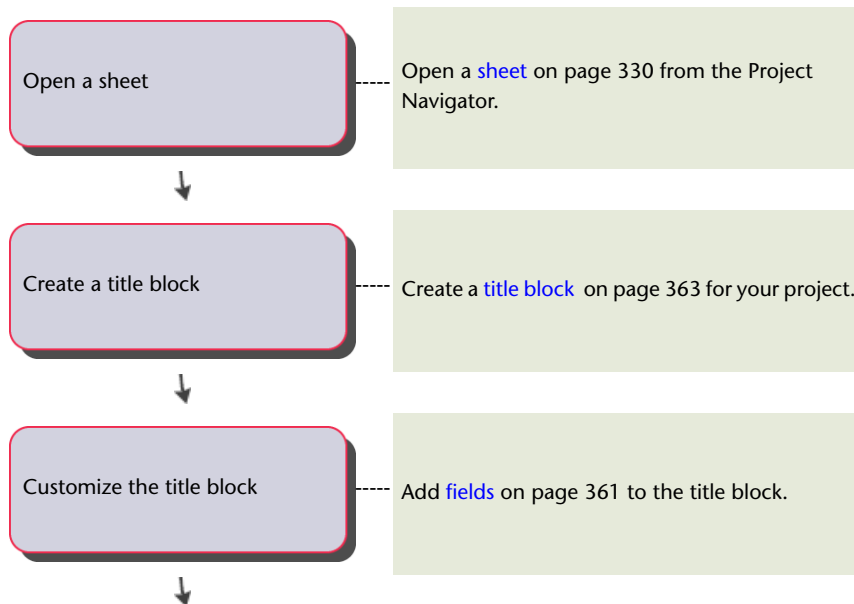 Open a sheet
Open a sheet on page 330 from the Project
Navigator.
Create a title block
Create a title block on page 363 for your project.
Customize the title block
Add fields on page 361 to the title block.